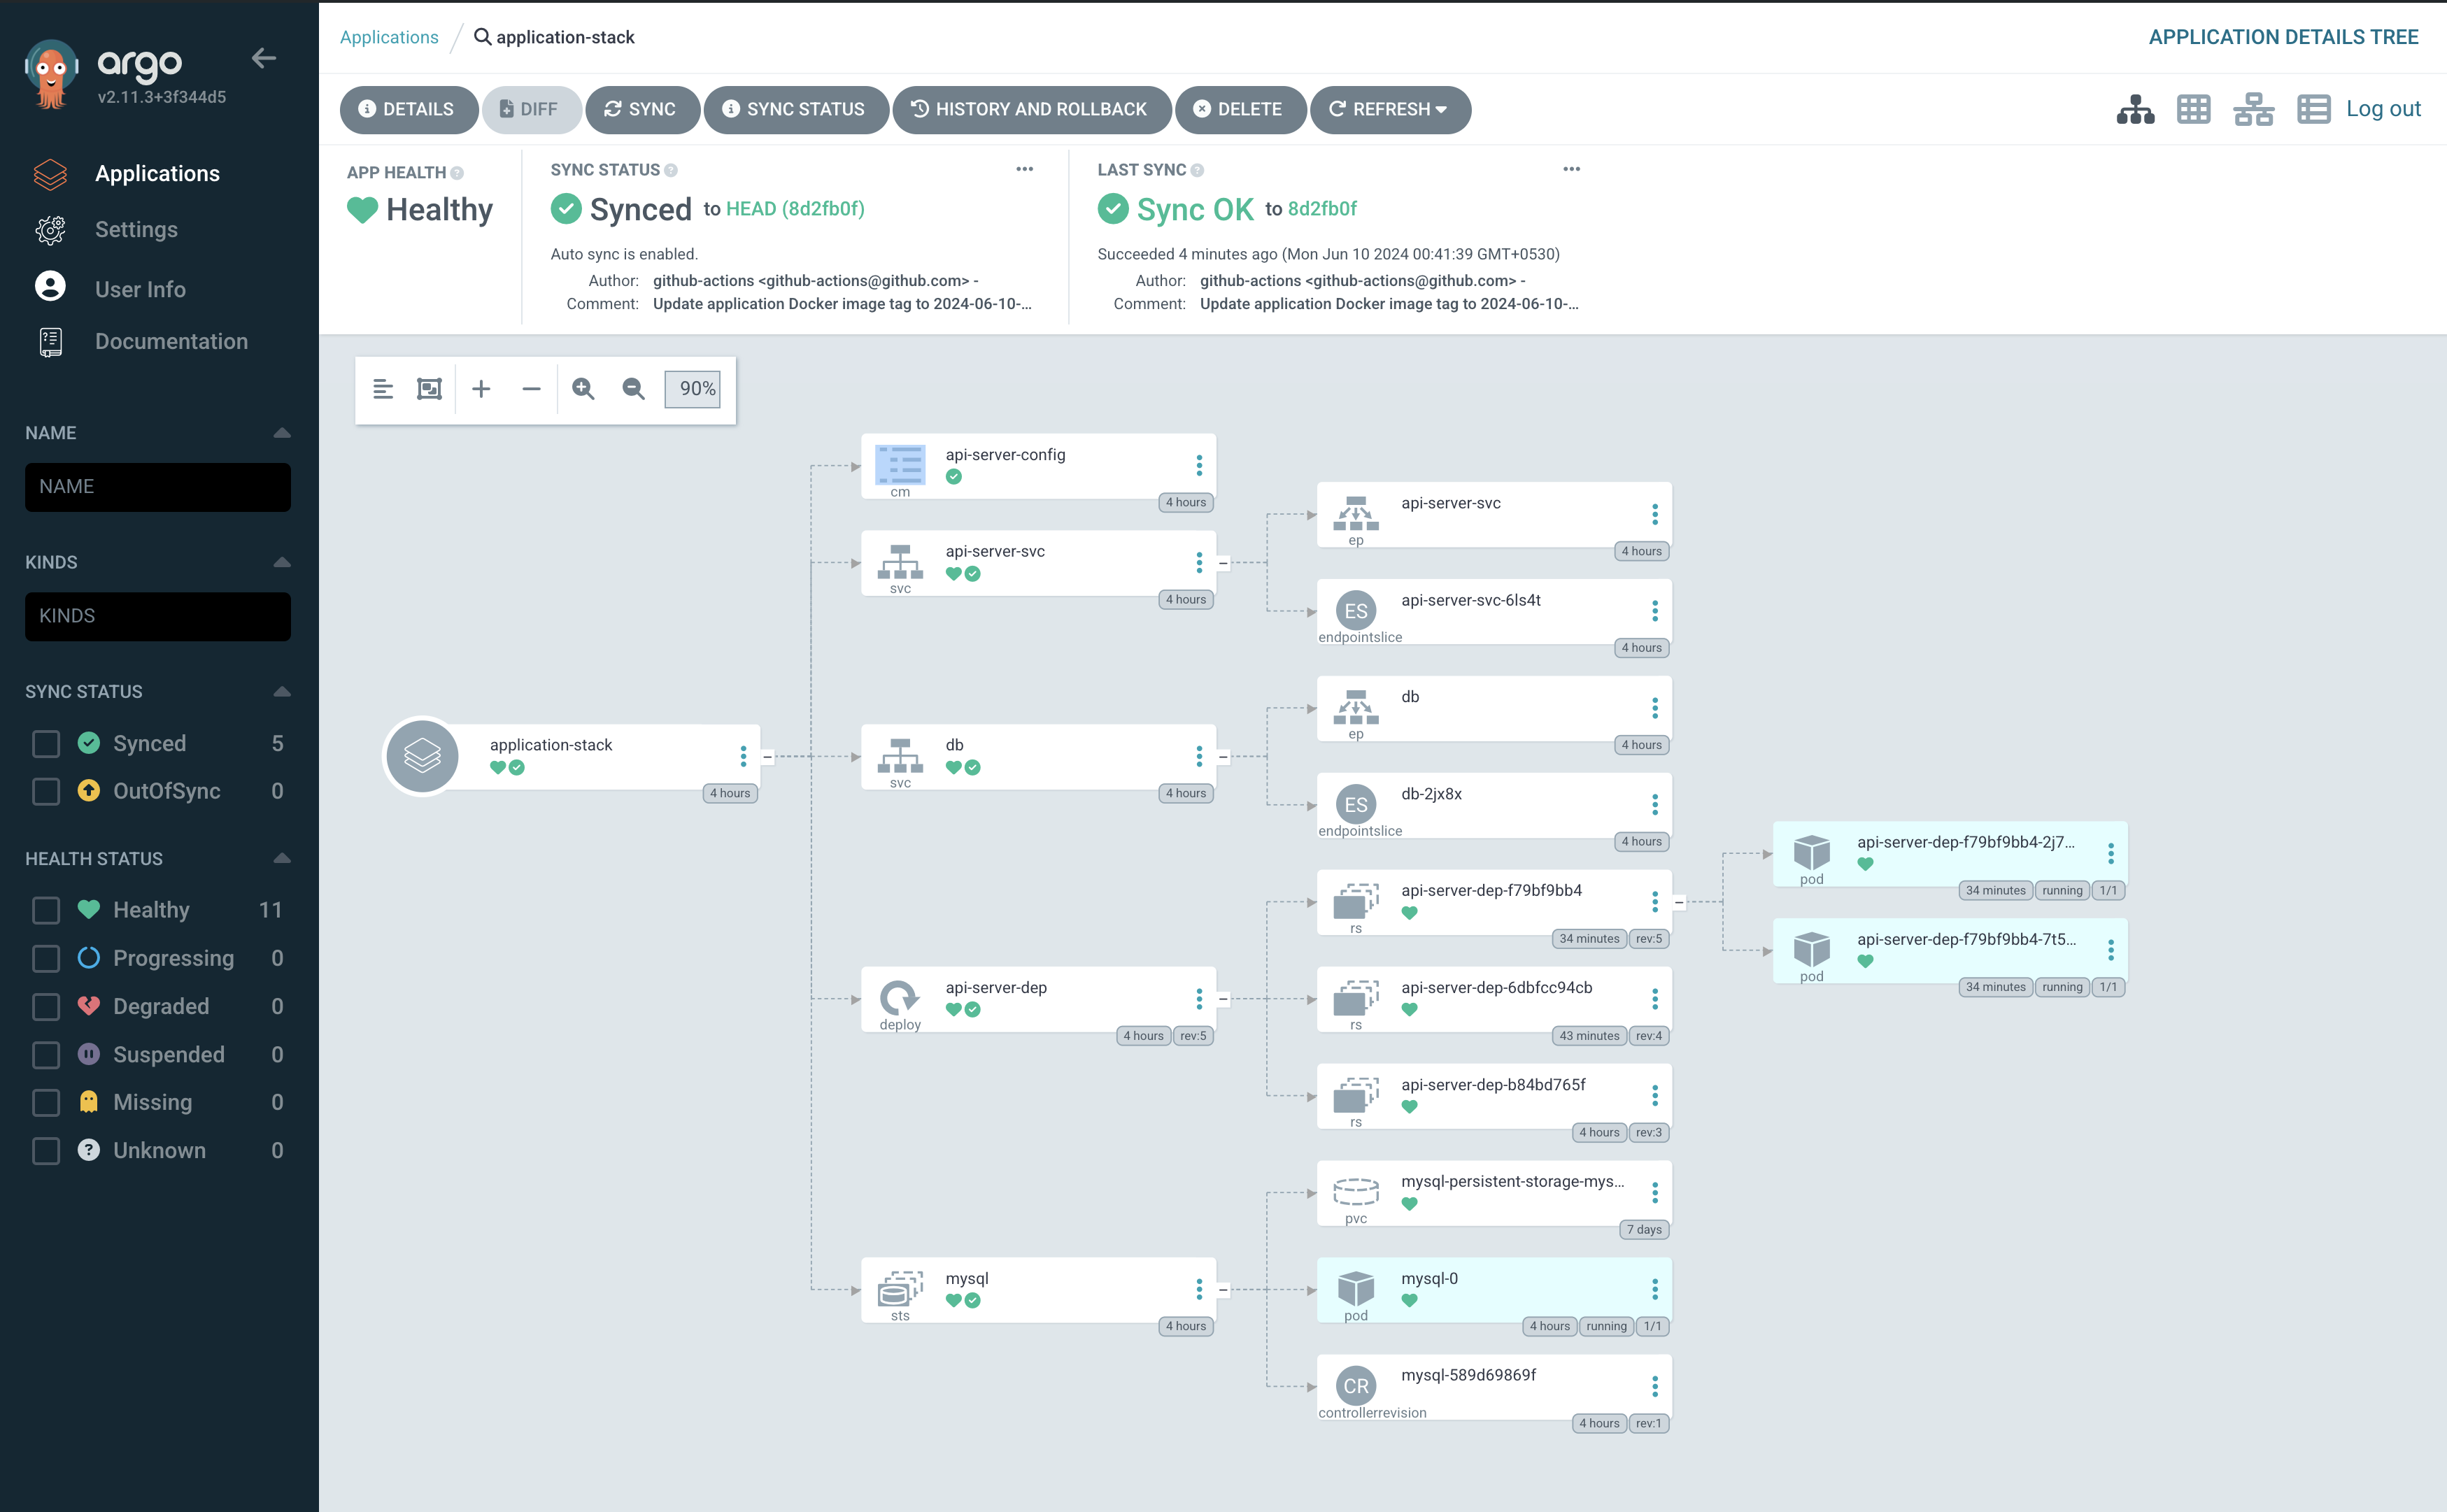 argo
v2.11.3+3f344d5
Applications
Settings
User Info
Documentation
NAME
NAME
KINDS
KINDS
SYNC STATUS
Synced 5
OutOfSync 0
HEALTH STATUS
Healthy 11
Progressing 0
Degraded 0
Suspended 0
Missing 0
Unknown 0
Applications / application-stack
APPLICATION DETAILS TREE
DETAILS DIFF SYNC SYNC STATUS HISTORY AND ROLLBACK DELETE REFRESH
Log out
APP HEALTH
Healthy
SYNC STATUS
Synced to HEAD (8d2fb0f)
Auto sync is enabled.
Author: github-actions <github-actions@github.com> -
Comment: Update application Docker image tag to 2024-06-10-...
LAST SYNC
Sync OK to 8d2fb0f
Succeeded 4 minutes ago (Mon Jun 10 2024 00:41:39 GMT+0530)
Author: github-actions <github-actions@github.com> -
Comment: Update application Docker image tag to 2024-06-10-...
90%
application-stack
4 hours
api-server-config
cm
4 hours
api-server-svc
svc
4 hours
db
svc
4 hours
api-server-dep
deploy
4 hours rev:5
mysql
sts
4 hours
api-server-svc
ep
4 hours
ES
api-server-svc-6ls4t
endpointslice
4 hours
db
ep
4 hours
ES
db-2jx8x
endpointslice
4 hours
api-server-dep-f79bf9bb4
rs
34 minutes rev:5
api-server-dep-6dbfcc94cb
rs
43 minutes rev:4
api-server-dep-b84bd765f
rs
4 hours rev:3
mysql-persistent-storage-mys...
pvc
7 days
mysql-0
pod
4 hours running 1/1
CR
mysql-589d69869f
controllerrevision
4 hours rev:1
api-server-dep-f79bf9bb4-2j7...
pod
34 minutes running 1/1
api-server-dep-f79bf9bb4-7t5...
pod
34 minutes running 1/1